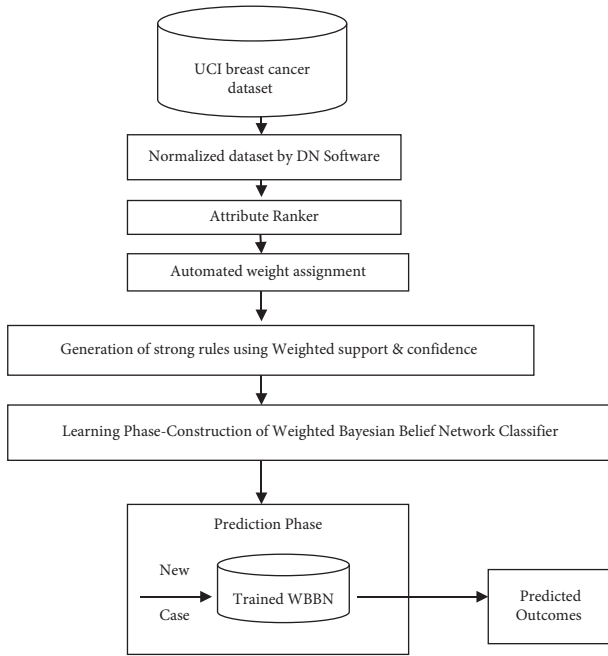 UCI breast cancer
dataset
Normalized dataset by DN Software
Attribute Ranker
Automated weight assignment
Generation of strong rules using Weighted support & confidence
Learning Phase-Construction of Weighted Bayesian Belief Network Classifier
Prediction Phase
New
Case
Trained WBBN
Predicted
Outcomes